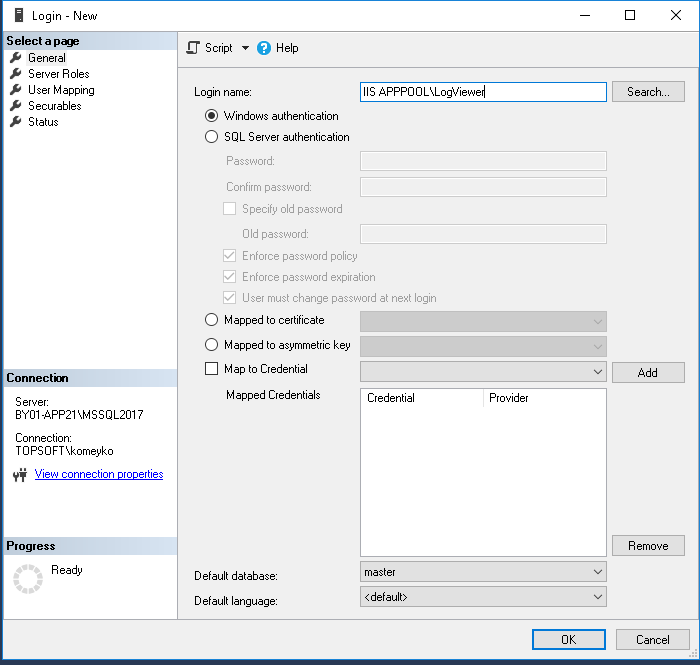 Login - New
Select a page
General
Server Roles
User Mapping
Securables
Status
Script
Help
Login name:
IIS APPPOOL\LogViewer
Search...
Windows authentication
SQL Server authentication
Password:
Confirm password:
Specify old password
Old password:
Enforce password policy
Enforce password expiration
User must change password at next login
Mapped to certificate
Mapped to asymmetric key
Map to Credential
Add
Mapped Credentials
Credential
Provider
Remove
Default database:
master
Default language:
<default>
Connection
Server:
BY01-APP21\MSSQL2017
Connection:
TOPSOFT\komeyko
View connection properties
Progress
Ready
OK
Cancel